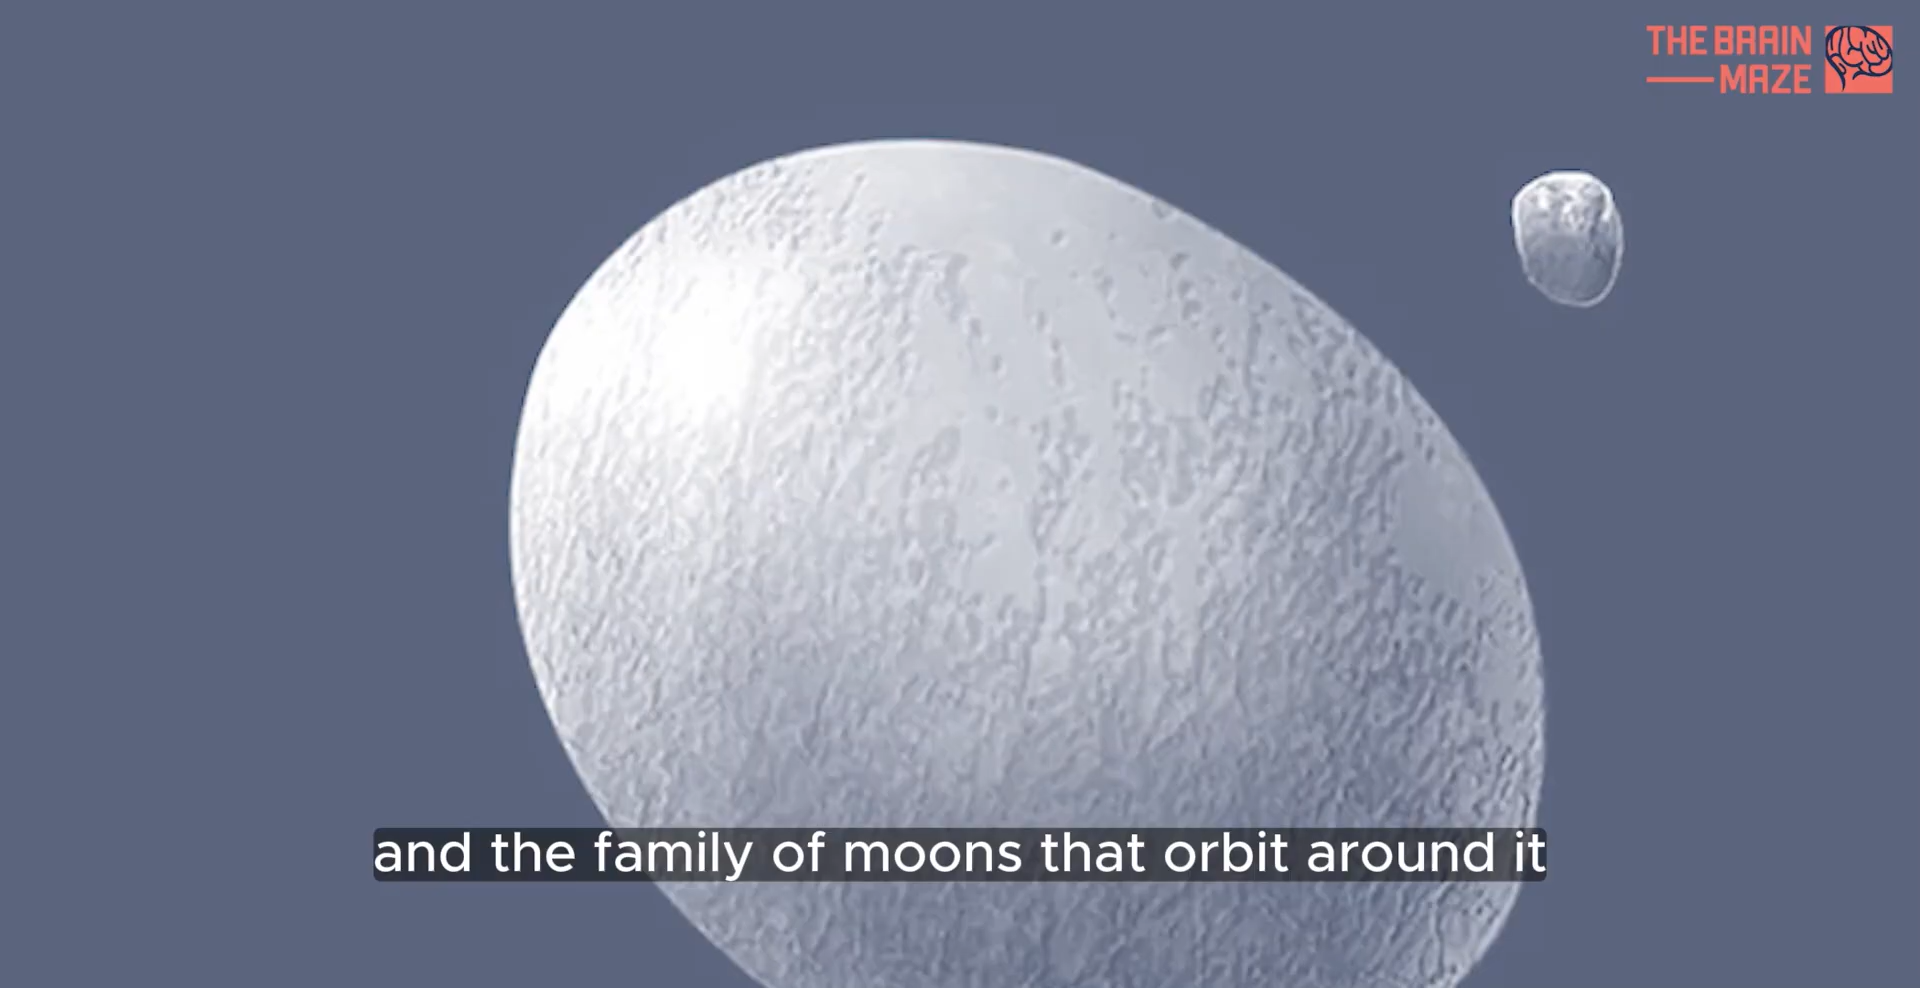 THE BRAIN
MAZE
and the family of moons that orbit around it